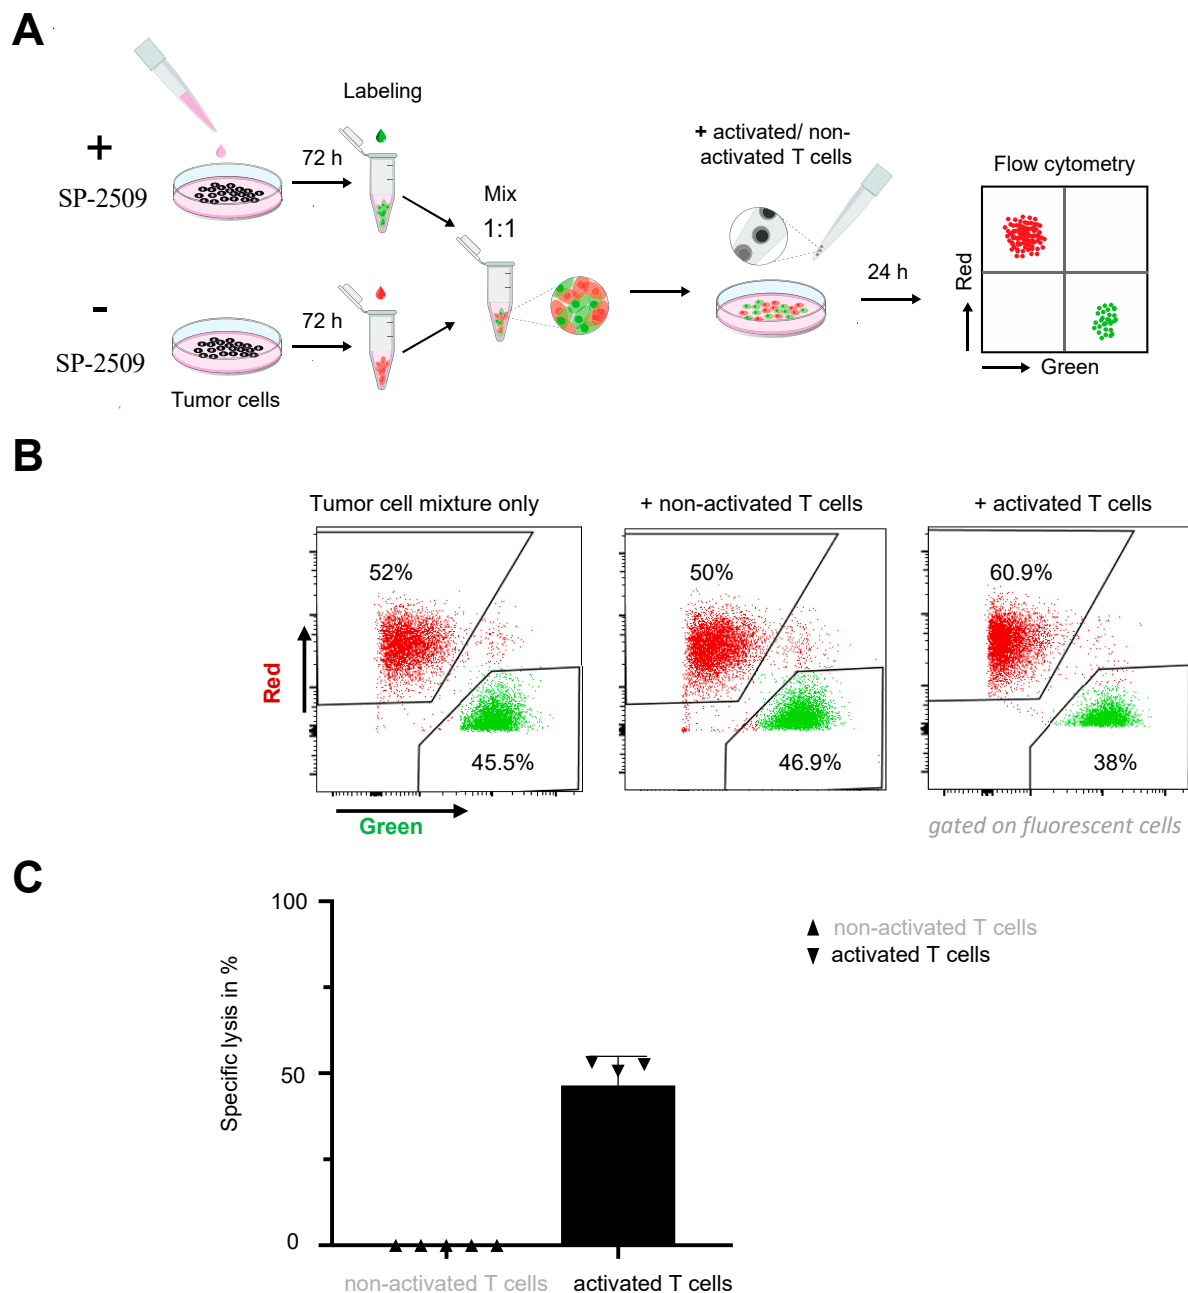 A
Labeling
+
SP-2509
72 h
Mix
1:1
+ activated/ non-
activated T cells
24 h
Flow cytometry
Red
Green
-
SP-2509
72 h
Tumor cells
B
Tumor cell mixture only
+ non-activated T cells
+ activated T cells
52%
50%
60.9%
Red
45.5%
46.9%
38%
Green
gated on fluorescent cells
C
Specific lysis in %
100
50
0
non-activated T cells
activated T cells
non-activated T cells
activated T cells